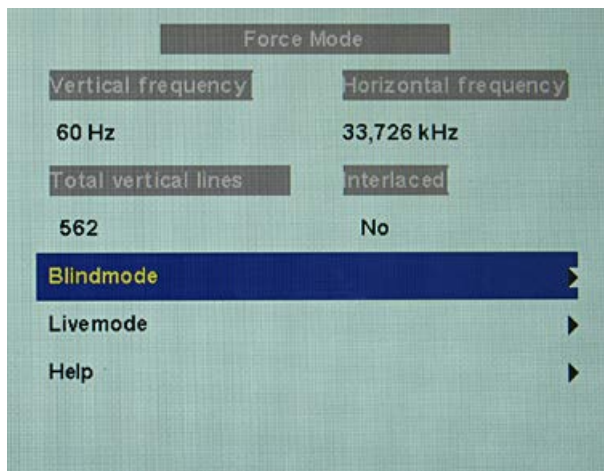 Force Mode
Vertical frequency Horizontal frequency
60 Hz 33,726 kHz
Total vertical lines Interlaced
562 No
Blindmode
Livemode
Help